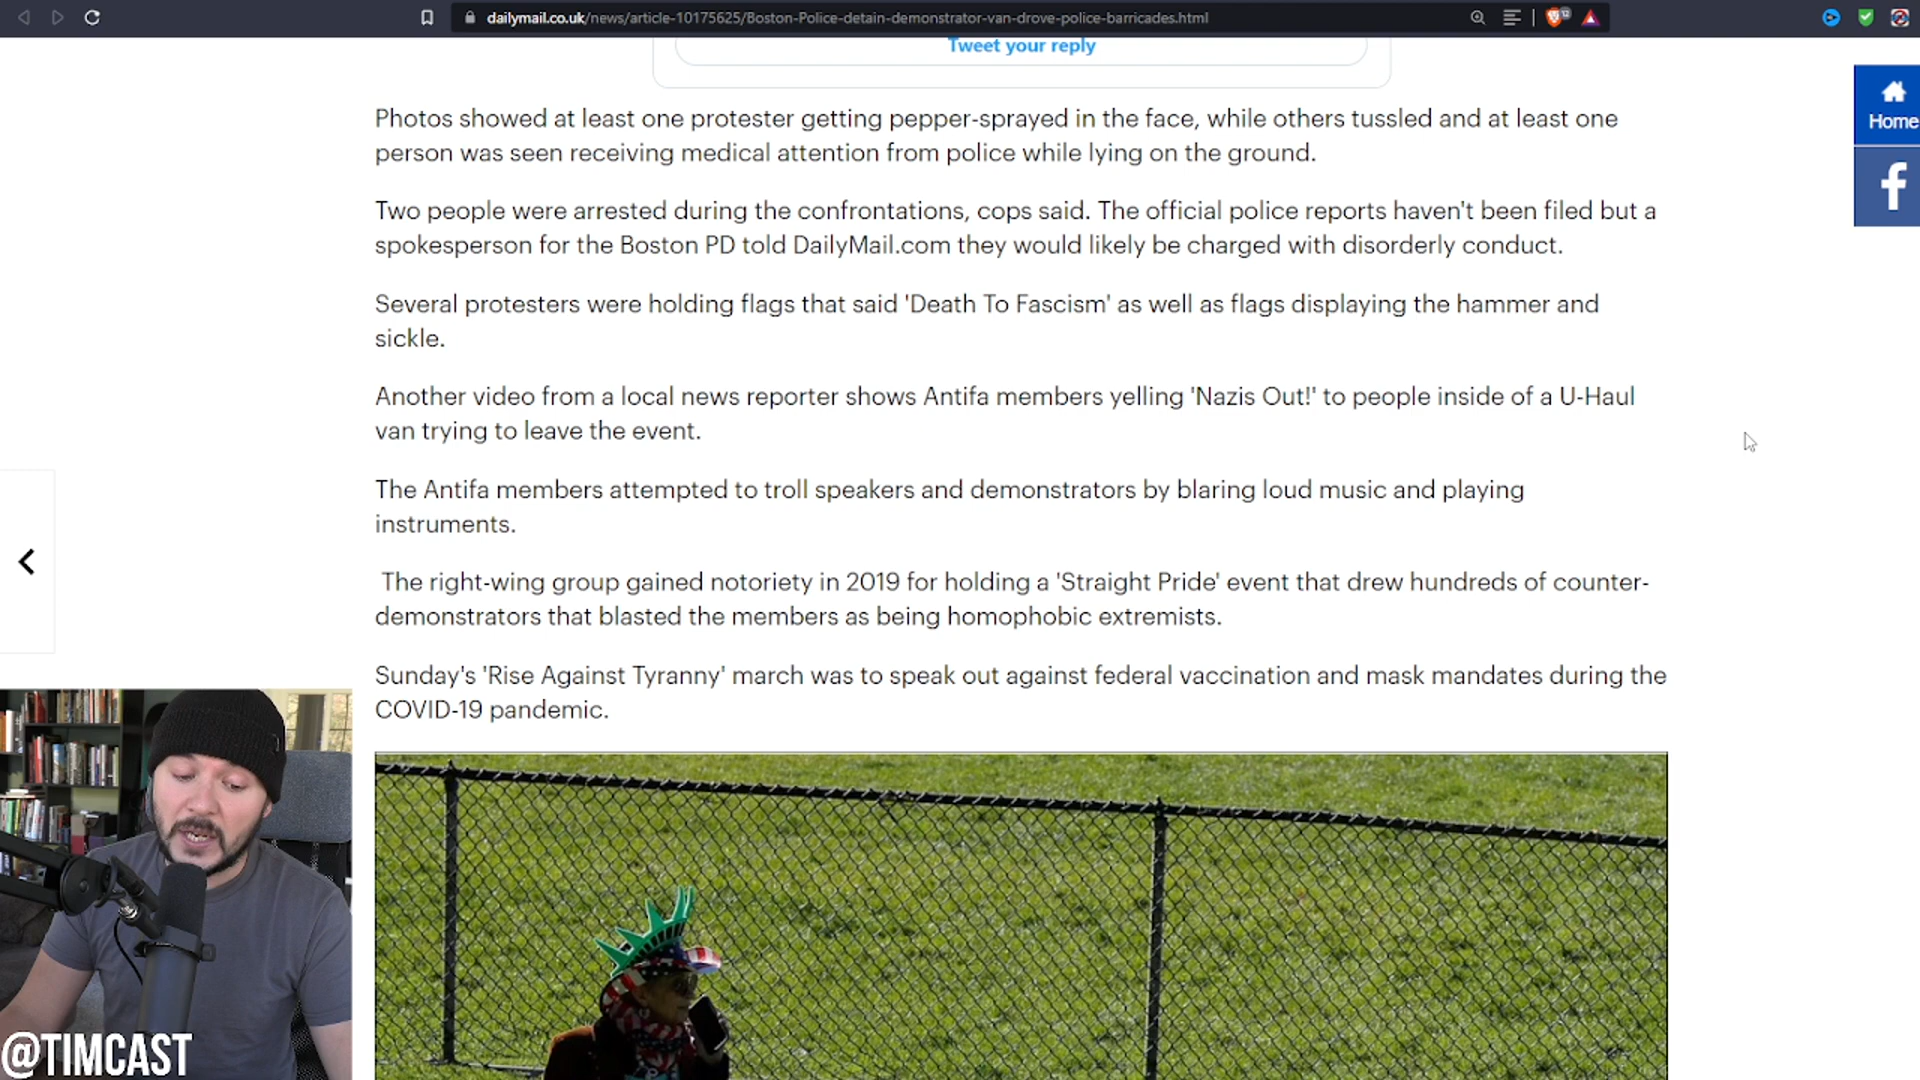 dailymail.co.uk/news/article-10175625/Boston-Police-detain-demonstrator-van-drove-police-barricades.html
12
Tweet your reply
Home
Photos showed at least one protester getting pepper-sprayed in the face, while others tussled and at least one
person was seen receiving medical attention from police while lying on the ground.
Two people were arrested during the confrontations, cops said. The official police reports haven't been filed but a
spokesperson for the Boston PD told DailyMail.com they would likely be charged with disorderly conduct.
Several protesters were holding flags that said 'Death To Fascism' as well as flags displaying the hammer and
sickle.
Another video from a local news reporter shows Antifa members yelling 'Nazis Out!' to people inside of a U-Haul
van trying to leave the event.
The Antifa members attempted to troll speakers and demonstrators by blaring loud music and playing
instruments.
The right-wing group gained notoriety in 2019 for holding a 'Straight Pride' event that drew hundreds of counter-
demonstrators that blasted the members as being homophobic extremists.
Sunday's 'Rise Against Tyranny' march was to speak out against federal vaccination and mask mandates during the
COVID-19 pandemic.
@TIMCAST